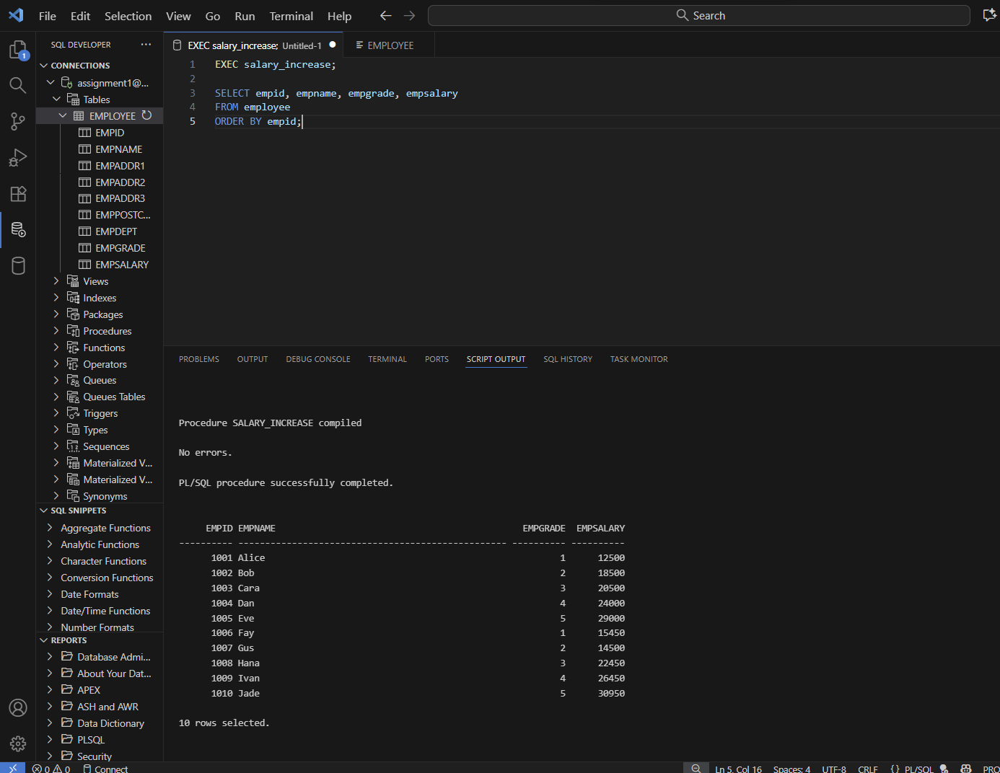 File Edit Selection View Go Run Terminal Help Search
SQL DEVELOPER
CONNECTIONS
assignment1@...
Tables
EMPLOYEE
EMPID
EMPNAME
EMPADDR1
EMPADDR2
EMPADDR3
EMPPOSTC...
EMPDEPT
EMPGRADE
EMPSALARY
Views
Indexes
Packages
Procedures
Functions
Operators
Queues
Queues Tables
Triggers
Types
Sequences
Materialized V...
Materialized V...
Synonyms
SQL SNIPPETS
Aggregate Functions
Analytic Functions
Character Functions
Conversion Functions
Date Formats
Date/Time Functions
Number Formats
REPORTS
Database Admi...
About Your Dat...
APEX
ASH and AWR
Data Dictionary
PLSQL
Security
EXEC salary_increase; Untitled-1 EMPLOYEE
1 EXEC salary_increase;
2
3 SELECT empid, empname, empgrade, empsalary
4 FROM employee
5 ORDER BY empid;
PROBLEMS OUTPUT DEBUG CONSOLE TERMINAL PORTS SCRIPT OUTPUT SQL HISTORY TASK MONITOR
Procedure SALARY_INCREASE compiled
No errors.
PL/SQL procedure successfully completed.
EMPID EMPNAME EMPGRADE EMPSALARY
---------- -------------------------------------------------- ---------- ----------
1001 Alice 1 12500
1002 Bob 2 18500
1003 Cara 3 20500
1004 Dan 4 24000
1005 Eve 5 29000
1006 Fay 1 15450
1007 Gus 2 14500
1008 Hana 3 22450
1009 Ivan 4 26450
1010 Jade 5 30950
10 rows selected.
0 0 Connect Ln 5, Col 16 Spaces: 4 UTF-8 CRLF {} PL/SQL PRO
1